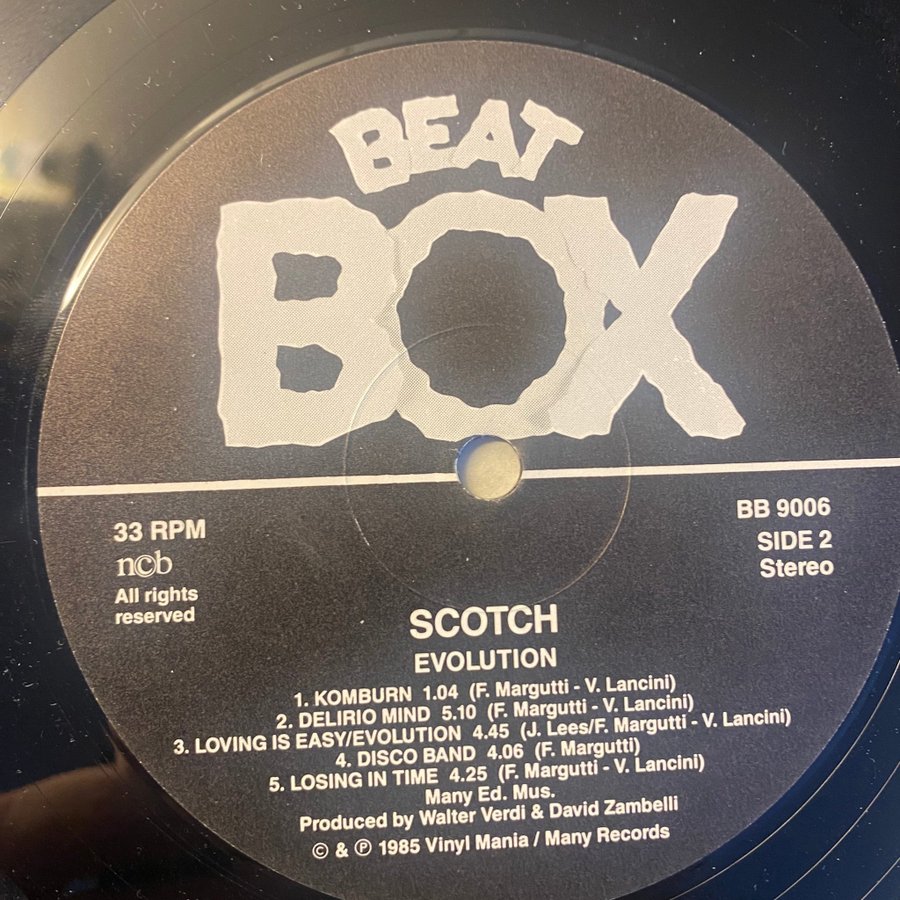 BEAT
BOX
33 RPM
n©b
All rights
reserved
BB 9006
SIDE 2
Stereo
SCOTCH
EVOLUTION
1. KOMBURN 1.04 (F. Margutti - V. Lancini)
2. DELIRIO MIND 5.10 (F. Margutti - V. Lancini)
3. LOVING IS EASY/EVOLUTION 4.45 (J. Lees/F. Margutti - V. Lancini)
4. DISCO BAND 4.06 (F. Margutti)
5. LOSING IN TIME 4.25 (F. Margutti - V. Lancini)
Many Ed. Mus.
Produced by Walter Verdi & David Zambelli
© & ℗ 1985 Vinyl Mania / Many Records